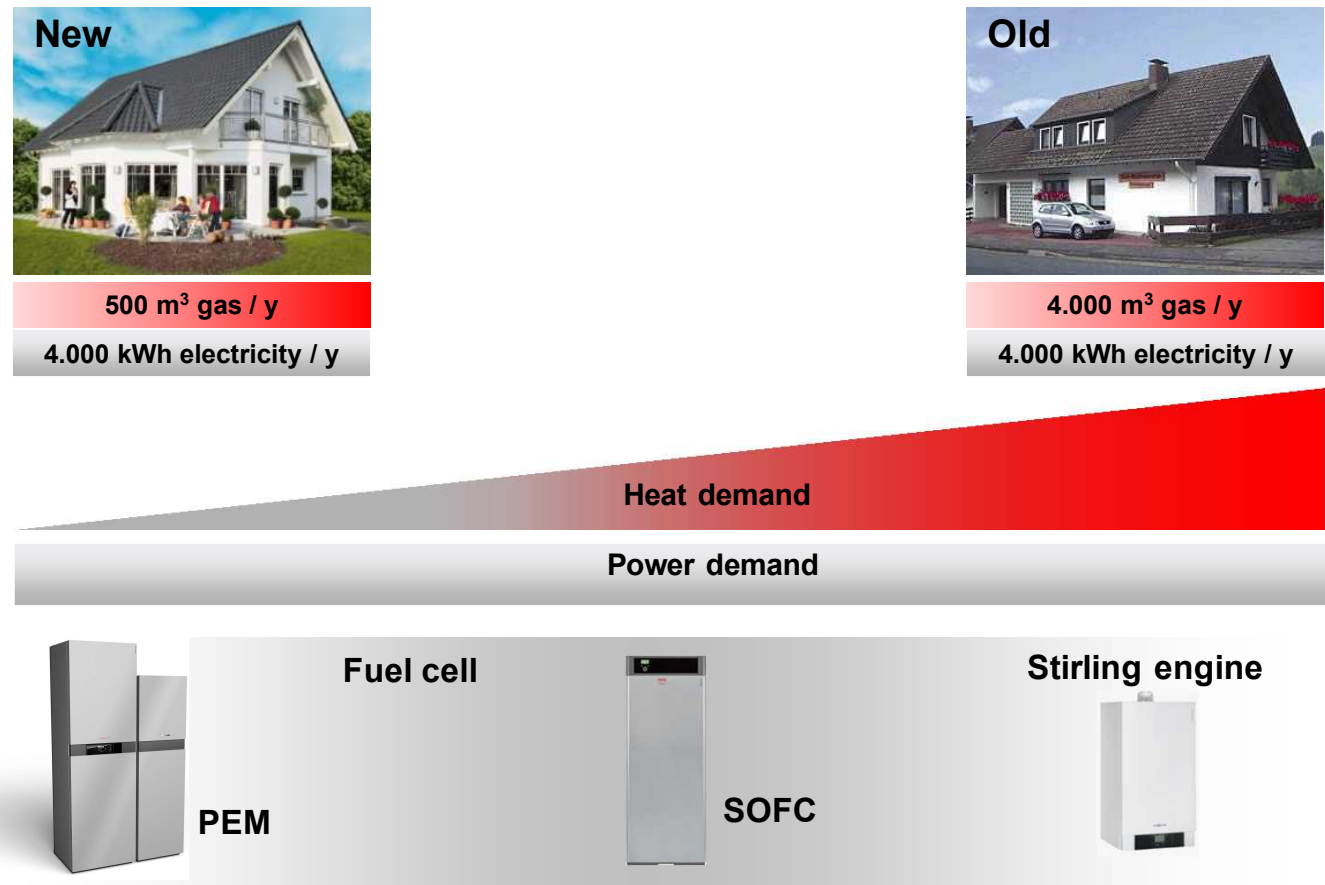 New
Old
500 m³ gas / y
4.000 m³ gas / y
4.000 kWh electricity / y
4.000 kWh electricity / y
Heat demand
Power demand
Fuel cell
Stirling engine
PEM
SOFC